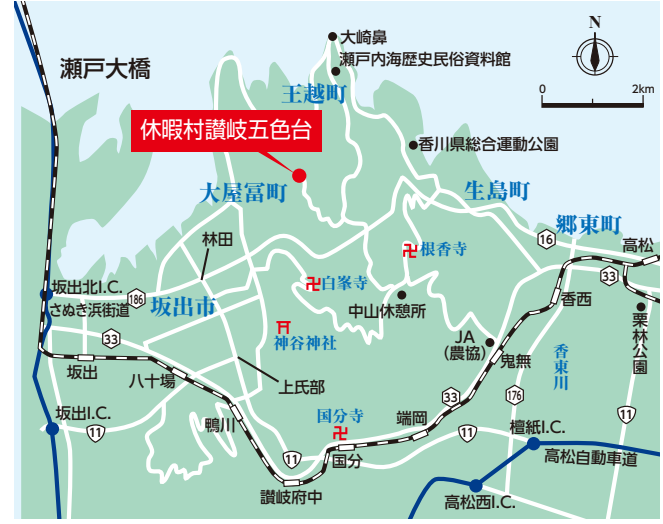 大崎鼻
瀬戸内海歴史民俗資料館
N
0
2km
瀬戸大橋
王越町
休暇村讃岐五色台
香川県総合運動公園
大屋冨町
生島町
郷東町
林田
16
高松
根香寺
33
坂出北I.C.
さぬき浜街道
186
坂出市
白峯寺
中山休憩所
香西
栗林公園
33
神谷神社
JA
(農協)
鬼無
香東川
坂出
八十場
上氏部
33
176
坂出I.C.
11
鴨川
国分寺
端岡
11
檀紙I.C.
11
国分
高松自動車道
讃岐府中
高松西I.C.
11